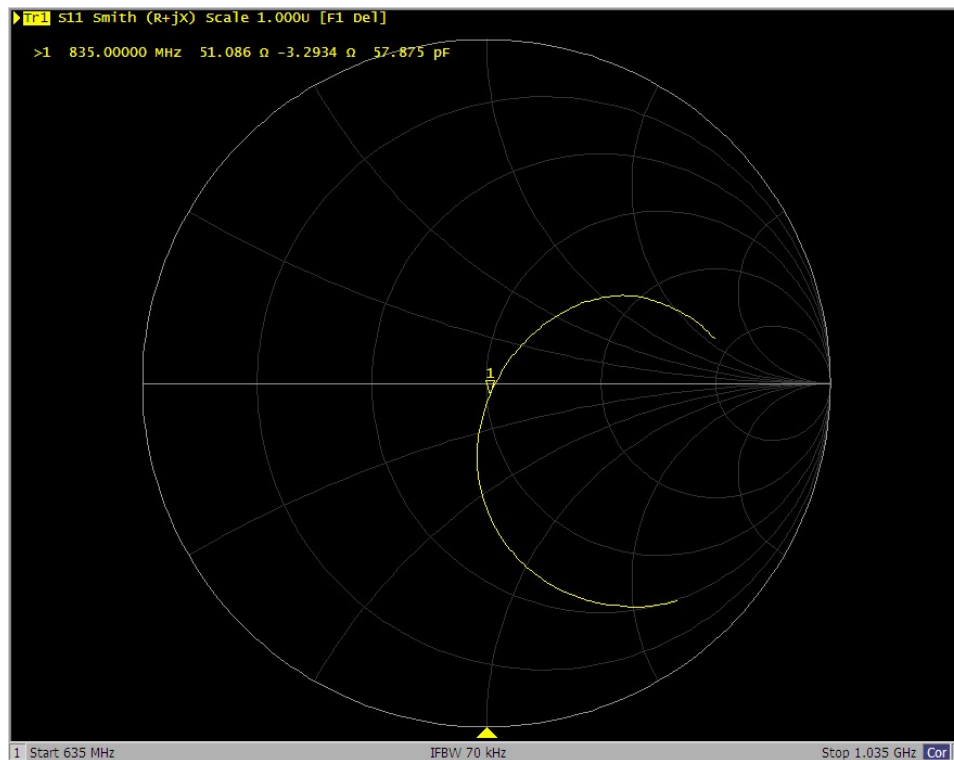 Tr1 S11 Smith (R+jX) Scale 1.000U [F1 Del]
>1 835.00000 MHz 51.086 Ω -3.2934 Ω 57.875 pF
1
1 Start 635 MHz IFBW 70 kHz Stop 1.035 GHz Cor